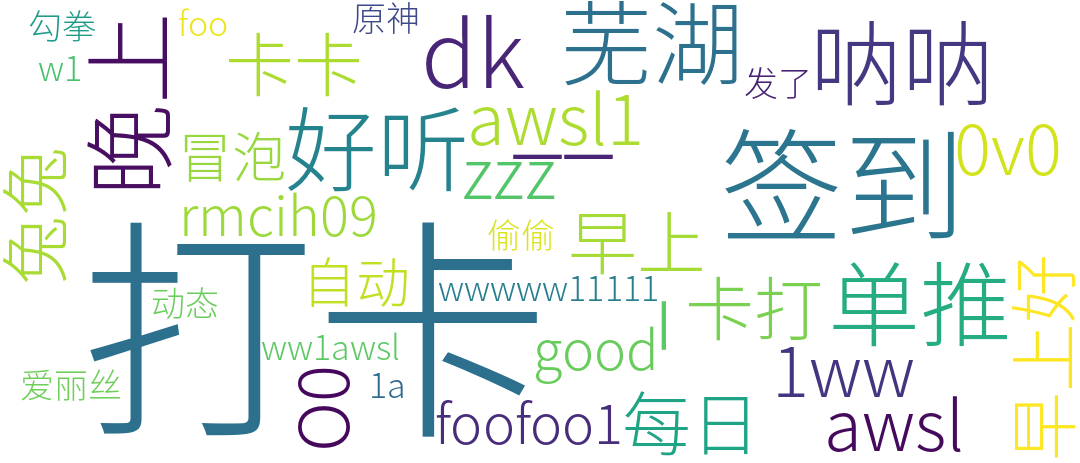 勾拳
foo
原神
w1
晚上
卡卡
dk
芜湖
发了
呐呐
awsl1
一一
好听
冒泡
zzz
签到
0v0
兔兔
rmcih09
偷偷
早上
打卡
自动
动态
wwwww11111
l
卡打
单推
早上好
ww1awsl
good
爱丽丝
OO
1a
1ww
foofoo1
每日
awsl